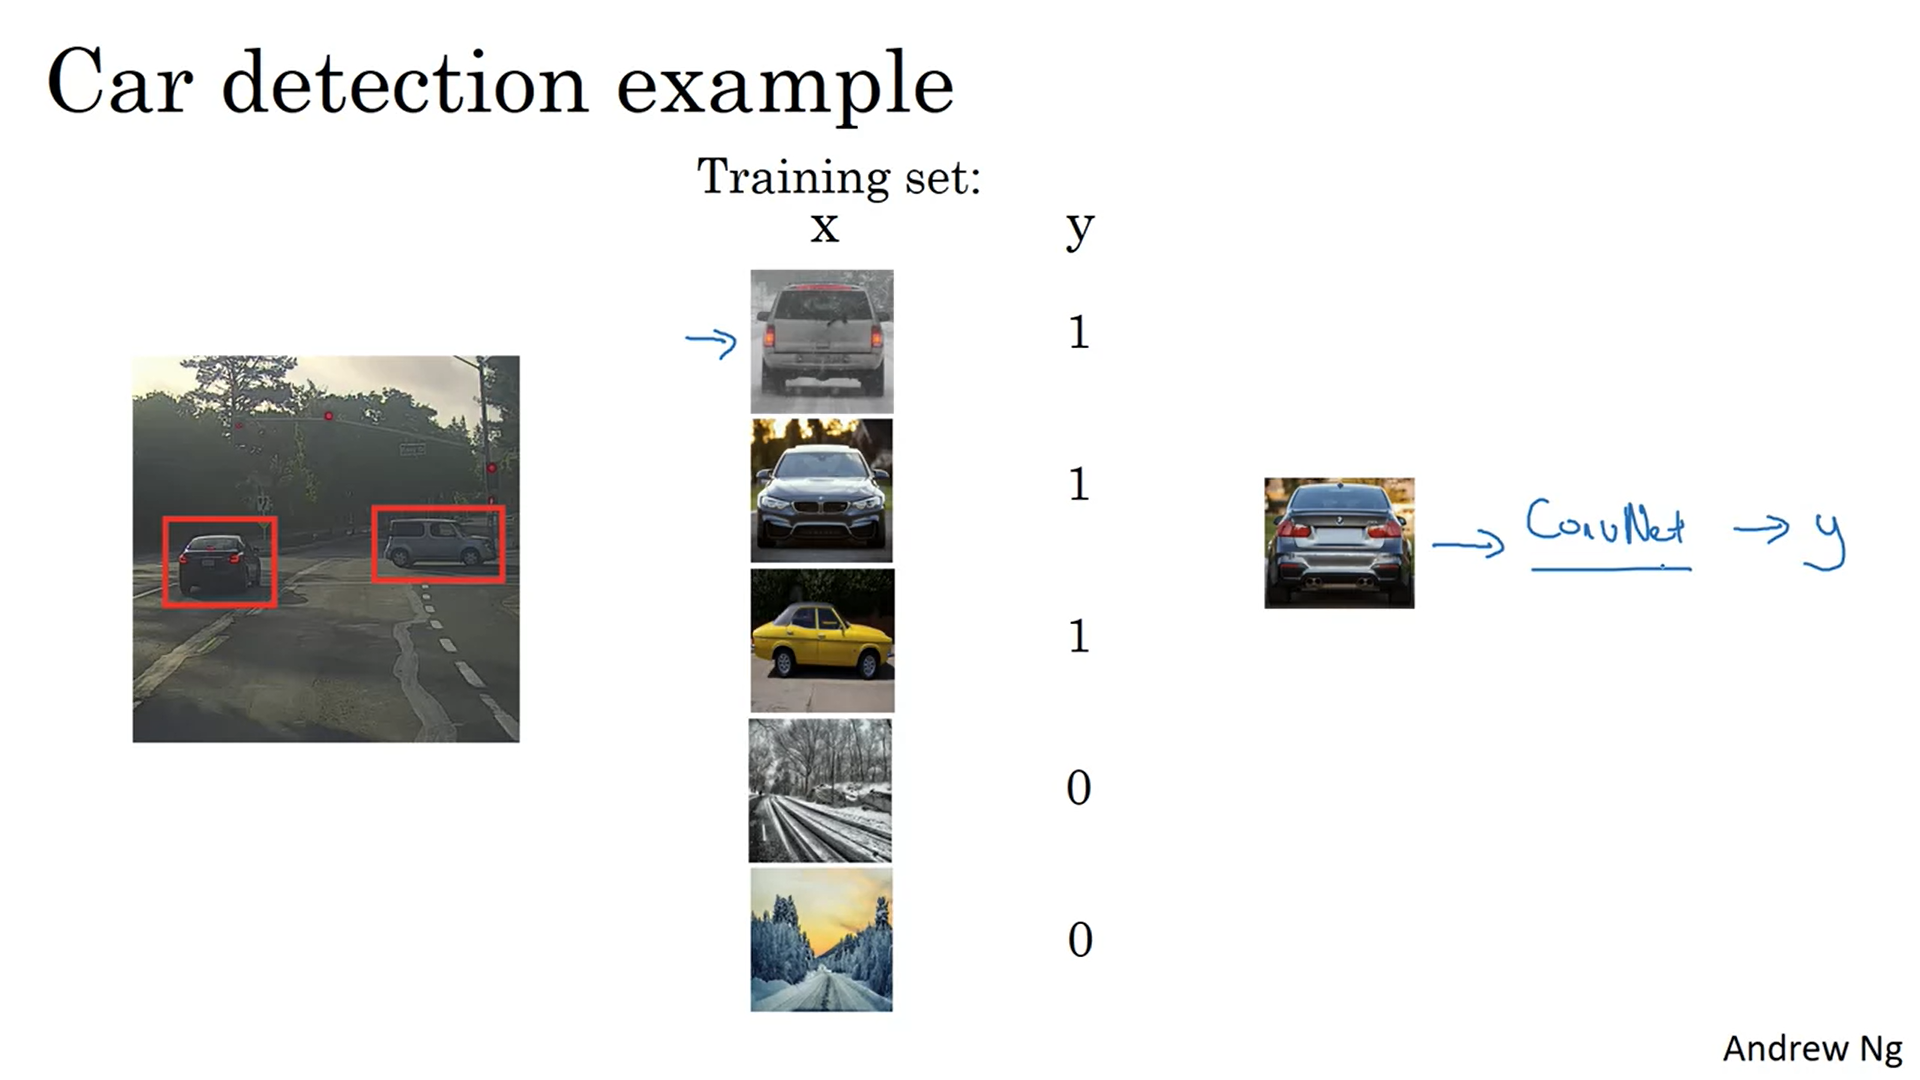 Car detection example
Training set:
x y
1
1
1
0
0
ConvNet → y
Andrew Ng